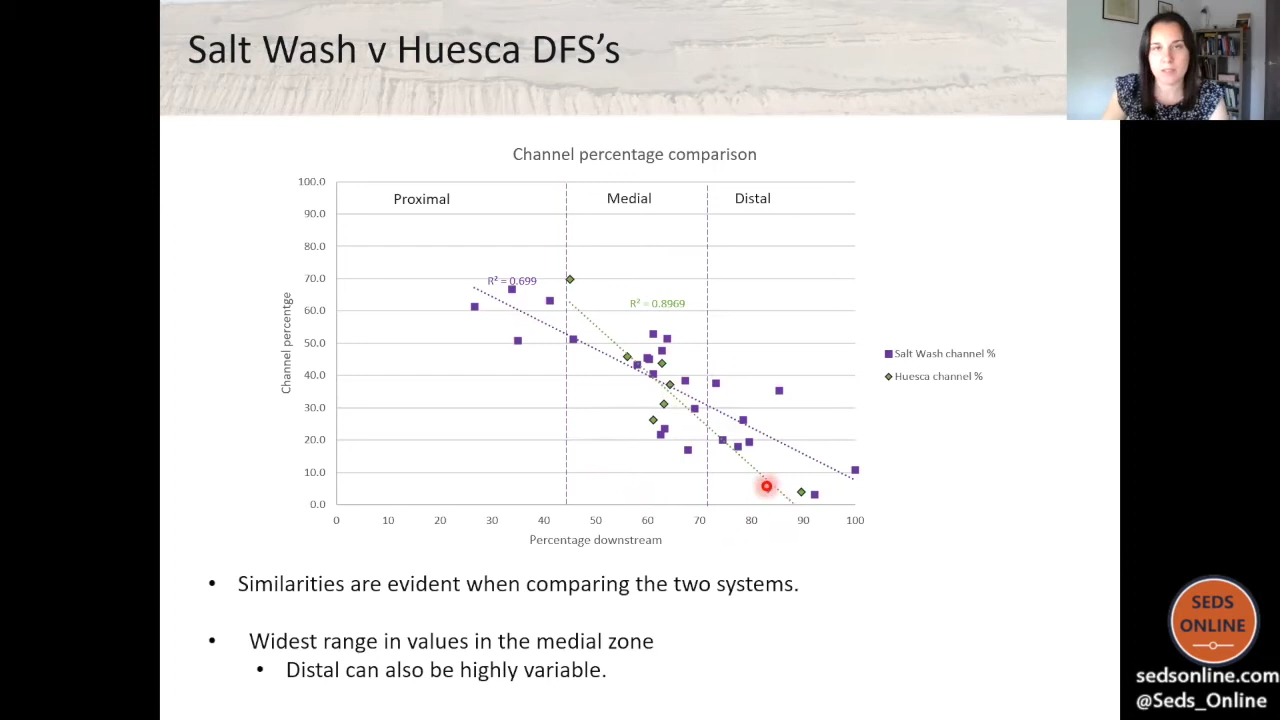 Salt Wash v Huesca DFS's
Channel percentage comparison
100.0
90.0
80.0
70.0
60.0
50.0
40.0
30.0
20.0
10.0
0.0
Channel percentge
Proximal
Medial
Distal
R² = 0.699
R² = 0.8969
0 10 20 30 40 50 60 70 80 90 100
Percentage downstream
Salt Wash channel %
Huesca channel %
• Similarities are evident when comparing the two systems.
• Widest range in values in the medial zone
• Distal can also be highly variable.
SEDS
ONLINE
sedsonline.com
@Seds_Online